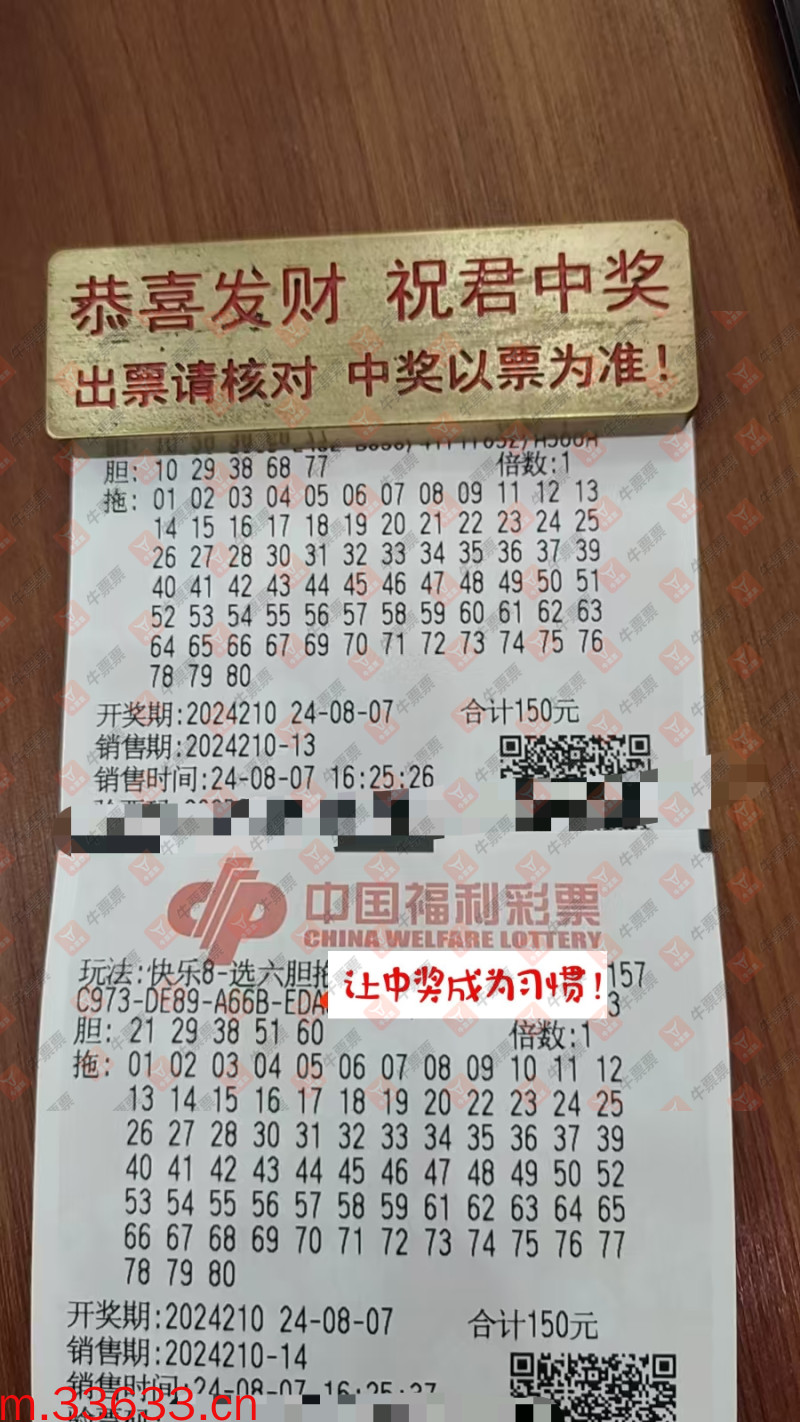 恭喜发财 祝君中奖
出票请核对 中奖以票为准!
胆: 10 29 38 68 77 倍数:1
拖: 01 02 03 04 05 06 07 08 09 11 12 13
14 15 16 17 18 19 20 21 22 23 24 25
26 27 28 30 31 32 33 34 35 36 37 39
40 41 42 43 44 45 46 47 48 49 50 51
52 53 54 55 56 57 58 59 60 61 62 63
64 65 66 67 69 70 71 72 73 74 75 76
78 79 80
开奖期:2024210 24-08-07 合计150元
销售期:2024210-13
销售时间:24-08-07 16:25:26
中国福利彩票
CHINA WELFARE LOTTERY
玩法:快乐8-选六胆拖 157
让中奖成为习惯!
C973-DE89-A66B-EDA 3
胆: 21 29 38 51 60 倍数:1
拖: 01 02 03 04 05 06 07 08 09 10 11 12
13 14 15 16 17 18 19 20 22 23 24 25
26 27 28 30 31 32 33 34 35 36 37 39
40 41 42 43 44 45 46 47 48 49 50 52
53 54 55 56 57 58 59 61 62 63 64 65
66 67 68 69 70 71 72 73 74 75 76 77
78 79 80
开奖期:2024210 24-08-07 合计150元
销售期:2024210-14
销售时间:24-08-07 16:25:27
m.33633.cn
牛票票